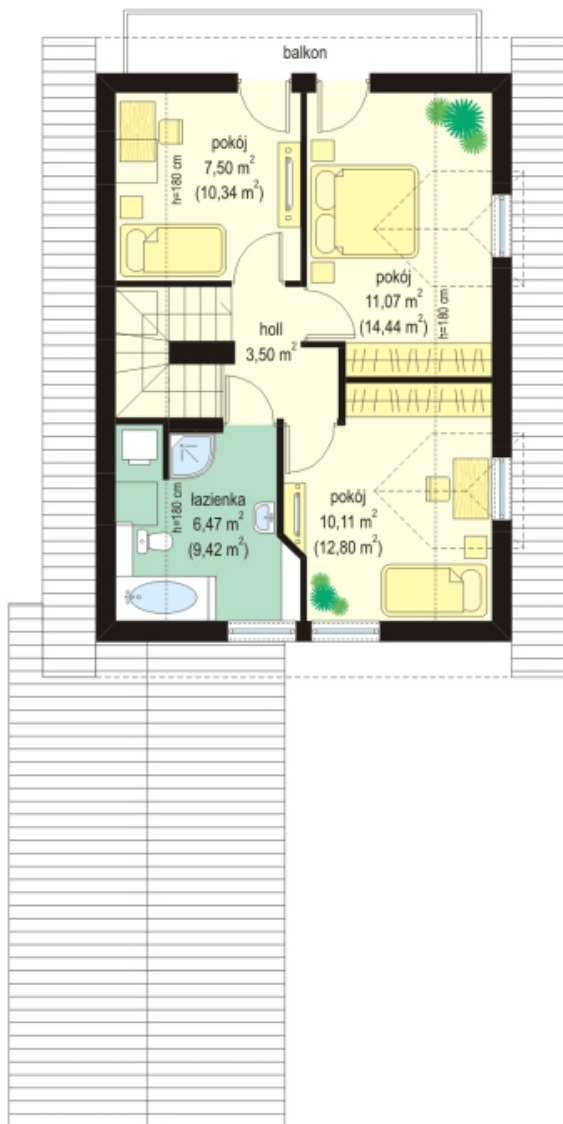 balkon
pokój
7,50 m²
(10,34 m²)
h=180 cm
pokój
11,07 m²
(14,44 m²)
h=180 cm
holl
3,50 m²
łazienka
6,47 m²
(9,42 m²)
h=180 cm
pokój
10,11 m²
(12,80 m²)